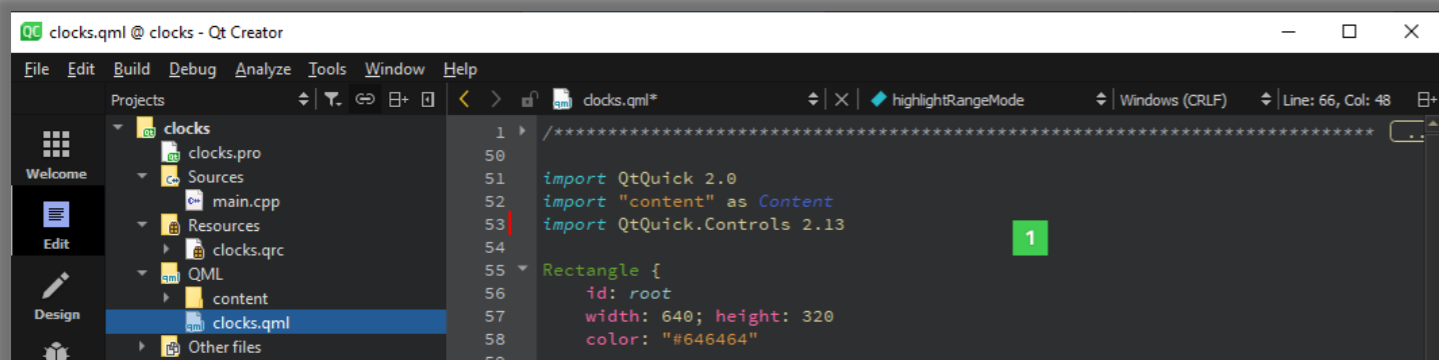 QC clocks.qml @ clocks - Qt Creator
File Edit Build Debug Analyze Tools Window Help
Projects clocks.qml* highlightRangeMode Windows (CRLF) Line: 66, Col: 48
Welcome
Edit
Design
clocks
clocks.pro
Sources
main.cpp
Resources
clocks.qrc
QML
content
clocks.qml
Other files
1 /****************************************************************************
50
51 import QtQuick 2.0
52 import "content" as Content
53 import QtQuick.Controls 2.13
54
55 Rectangle {
56 id: root
57 width: 640; height: 320
58 color: "#646464"
1